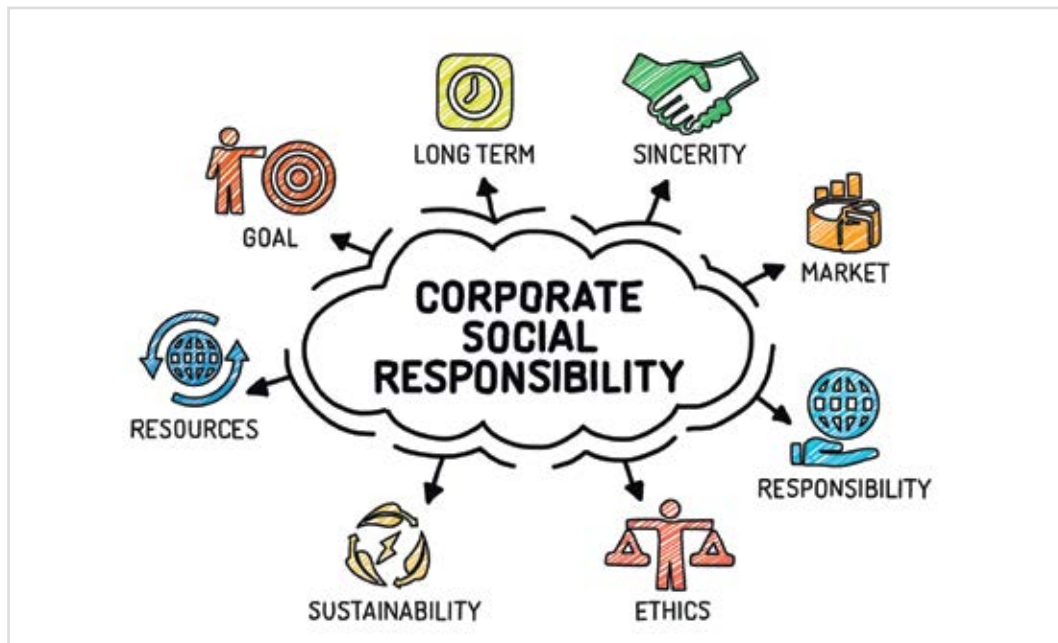 LONG TERM
SINCERITY
GOAL
MARKET
CORPORATE
SOCIAL
RESPONSIBILITY
RESOURCES
RESPONSIBILITY
SUSTAINABILITY
ETHICS